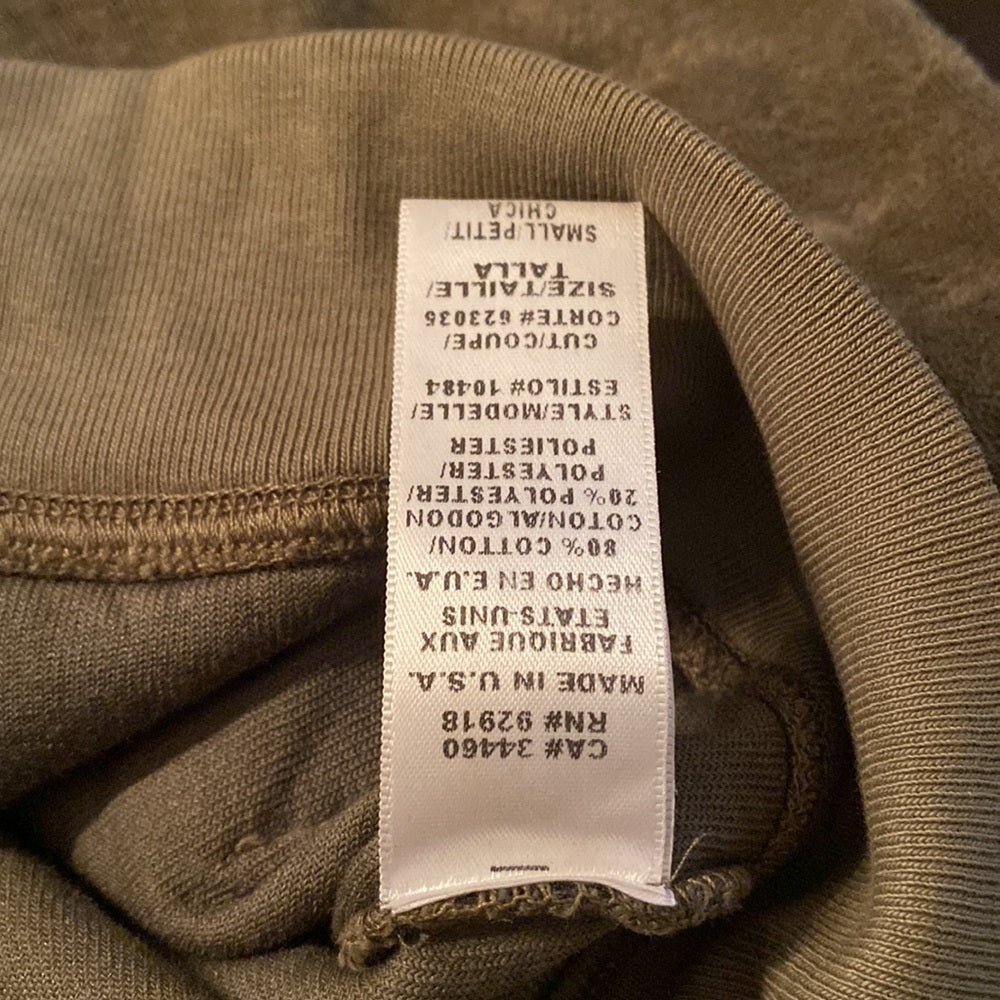 CA# 34460
RN# 92918
MADE IN U.S.A.
FABRIQUE AUX
ETATS-UNIS
HECHO EN E.U.A.
80% COTTON/
COTON/ALGODON
20% POLYESTER/
POLYESTER/
POLIESTER
STYLE/MODELLE/
ESTILO# 10484
CUT/COUPE/
CORTE# 623035
SIZE/TAILLE/
TALLA
SMALL/PETIT/
CHICA